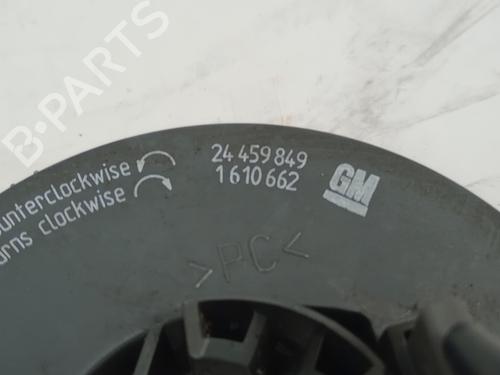 B-PARTS
unterclockwise
rns clockwise
24 459 849
1 610 662
GM
>PC<